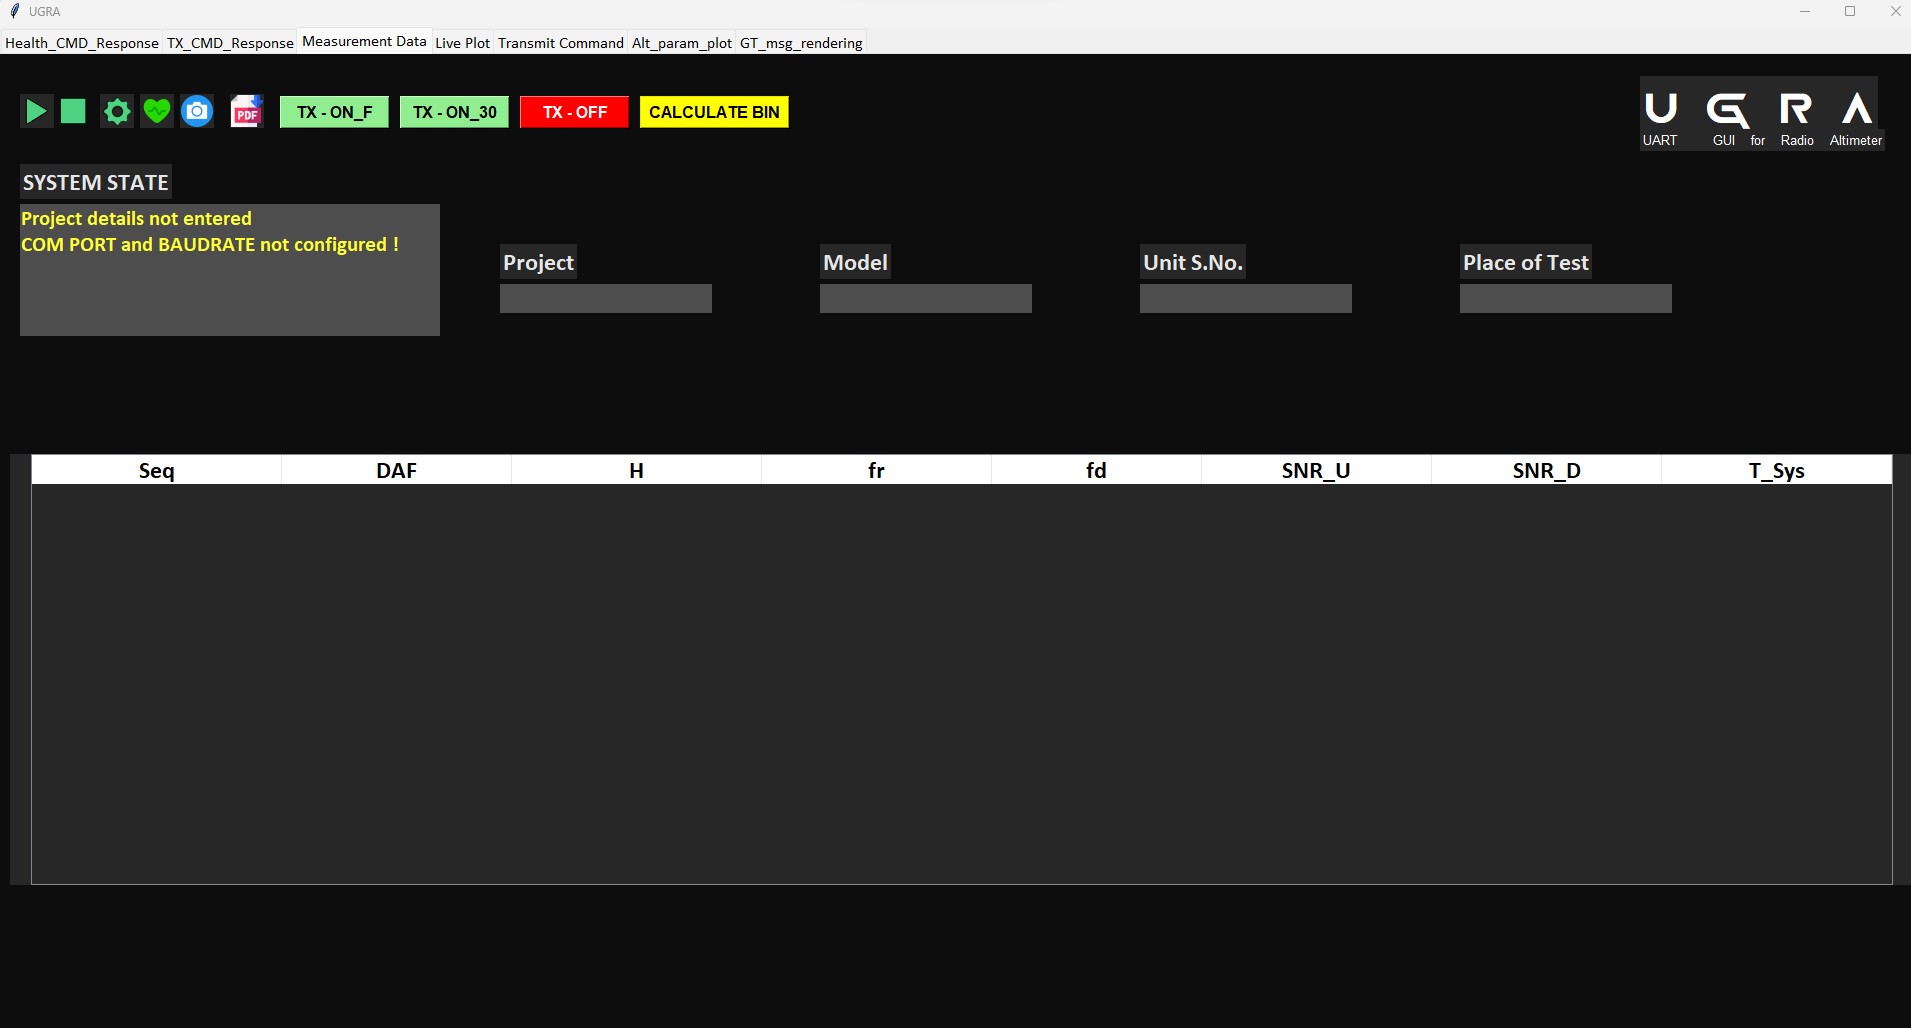 UGRA
Health_CMD_Response TX_CMD_Response Measurement Data Live Plot Transmit Command Alt_param_plot GT_msg_rendering
PDF TX - ON_F TX - ON_30 TX - OFF CALCULATE BIN
U G R A
UART GUI for Radio Altimeter
SYSTEM STATE
Project details not entered
COM PORT and BAUDRATE not configured !
Project Model Unit S.No. Place of Test
Seq DAF H fr fd SNR_U SNR_D T_Sys